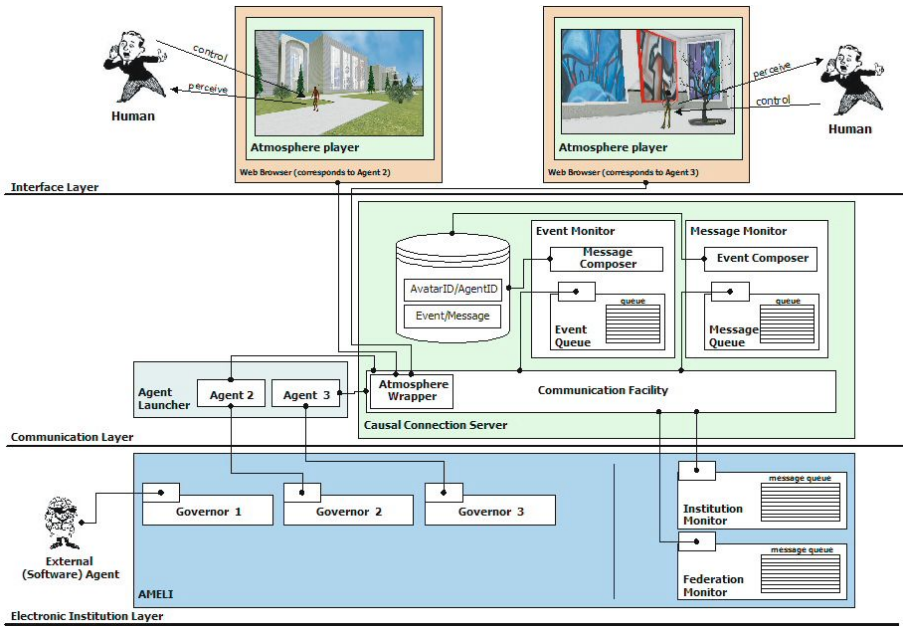 control
perceive
Human
Atmosphere player
Web Browser (corresponds to Agent 2)
Atmosphere player
Web Browser (corresponds to Agent 3)
perceive
control
Human
Interface Layer
AvatarID/AgentID
Event/Message
Event Monitor
Message
Composer
queue
Event
Queue
Message Monitor
Event Composer
queue
Message
Queue
Agent
Launcher
Agent 2
Agent 3
Atmosphere
Wrapper
Communication Facility
Causal Connection Server
Communication Layer
External
(Software) Agent
Governor 1
Governor 2
Governor 3
message queue
Institution
Monitor
message queue
Federation
Monitor
AMELI
Electronic Institution Layer